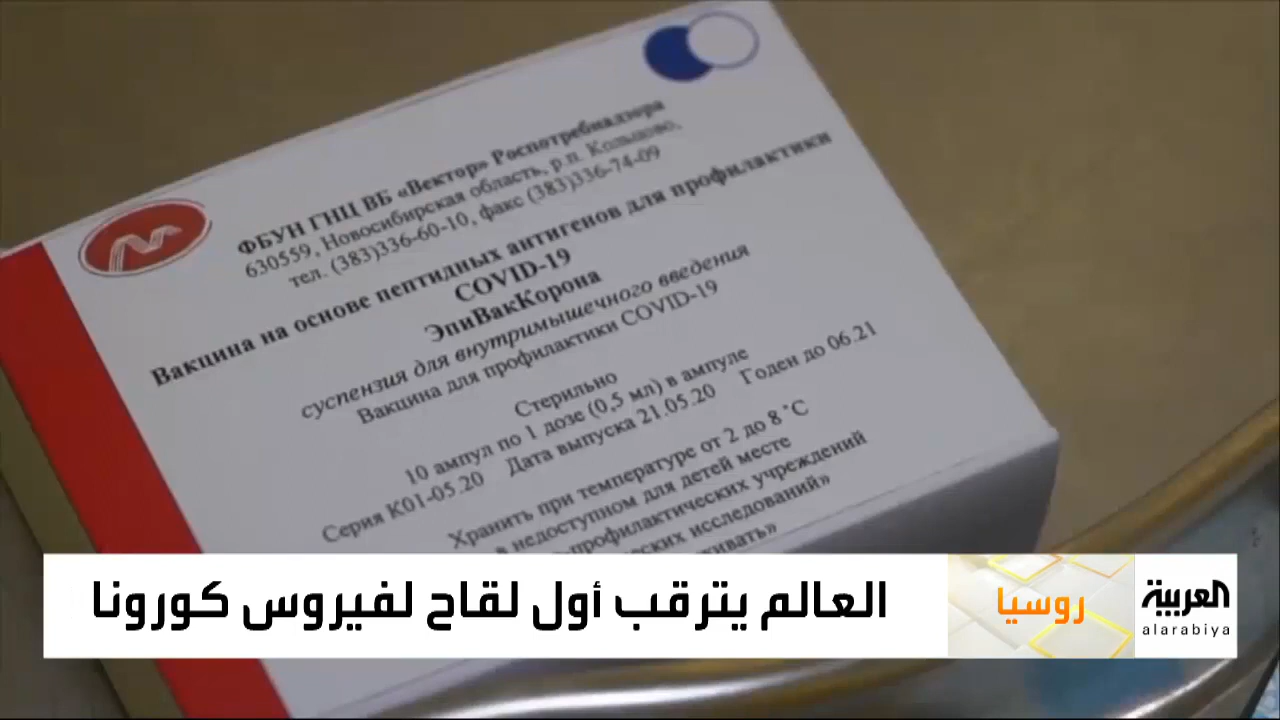 ФБУН ГНЦ ВБ «Вектор» Роспотребнадзора
630559, Новосибирская область, р.п. Кольцово,
тел. (383)336-60-10, факс (383)336-74-09
Вакцина на основе пептидных антигенов для профилактики
COVID-19
ЭпиВакКорона
суспензия для внутримышечного введения
Вакцина для профилактики COVID-19
Стерильно
10 ампул по 1 дозе (0,5 мл) в ампуле
Серия К01-05.20 Дата выпуска 21.05.20 Годен до 06.21
Хранить при температуре от 2 до 8 °С
в недоступном для детей месте
профилактических учреждений
исследований»
العالم يترقب أول لقاح لفيروس كورونا
روسيا
العربية
alarabiya